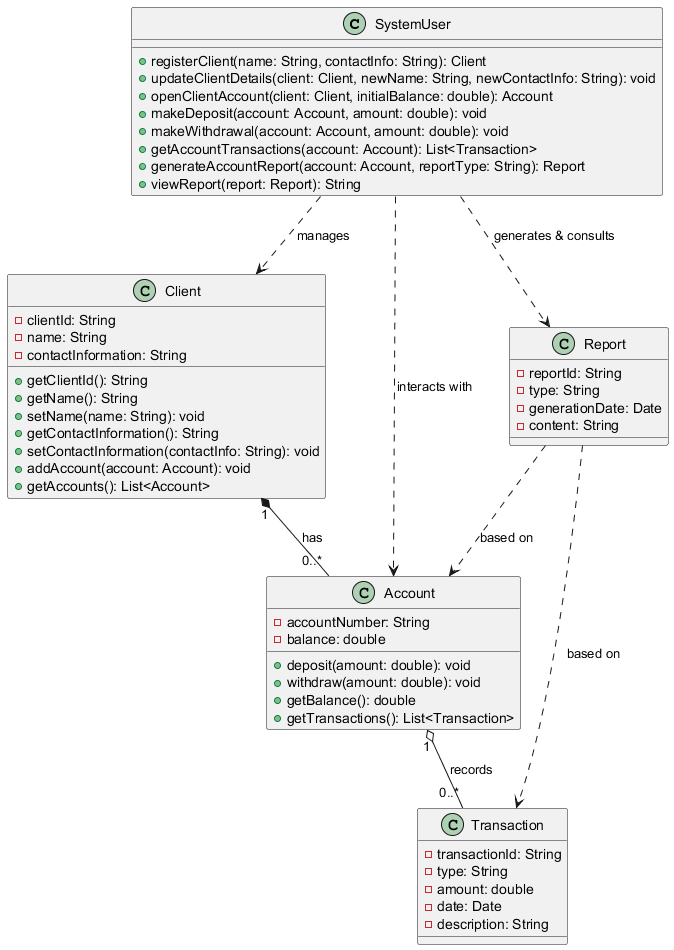 C SystemUser
registerClient(name: String, contactInfo: String): Client
updateClientDetails(client: Client, newName: String, newContactInfo: String): void
openClientAccount(client: Client, initialBalance: double): Account
makeDeposit(account: Account, amount: double): void
makeWithdrawal(account: Account, amount: double): void
getAccountTransactions(account: Account): List<Transaction>
generateAccountReport(account: Account, reportType: String): Report
viewReport(report: Report): String
manages
generates & consults
interacts with
C Client
clientId: String
name: String
contactInformation: String
getClientId(): String
getName(): String
setName(name: String): void
getContactInformation(): String
setContactInformation(contactInfo: String): void
addAccount(account: Account): void
getAccounts(): List<Account>
C Report
reportId: String
type: String
generationDate: Date
content: String
1
has
0..*
based on
based on
C Account
accountNumber: String
balance: double
deposit(amount: double): void
withdraw(amount: double): void
getBalance(): double
getTransactions(): List<Transaction>
1
records
0..*
C Transaction
transactionId: String
type: String
amount: double
date: Date
description: String